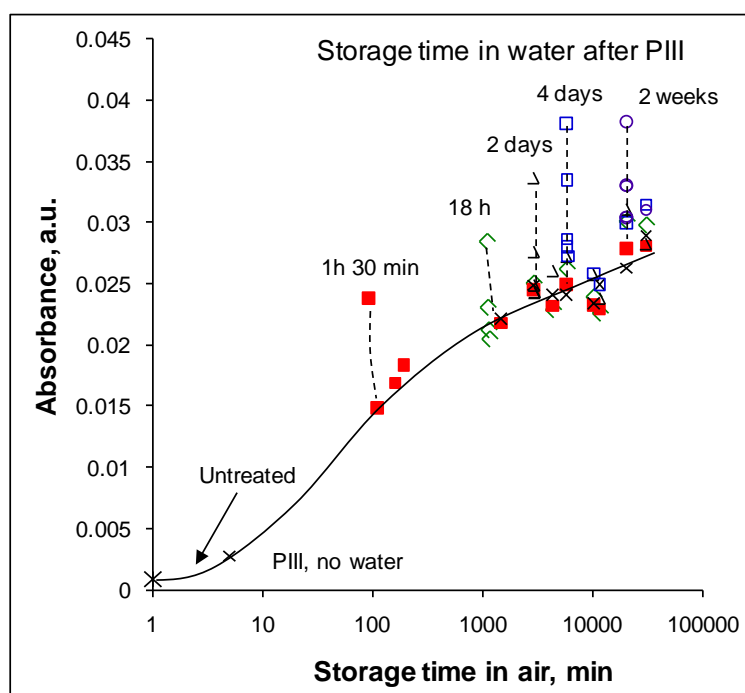 Storage time in water after PIII
0.045
0.04
0.035
0.03
0.025
0.02
0.015
0.01
0.005
0
Absorbance, a.u.
4 days
2 weeks
2 days
18 h
1h 30 min
Untreated
PIII, no water
1
10
100
1000
10000
100000
Storage time in air, min